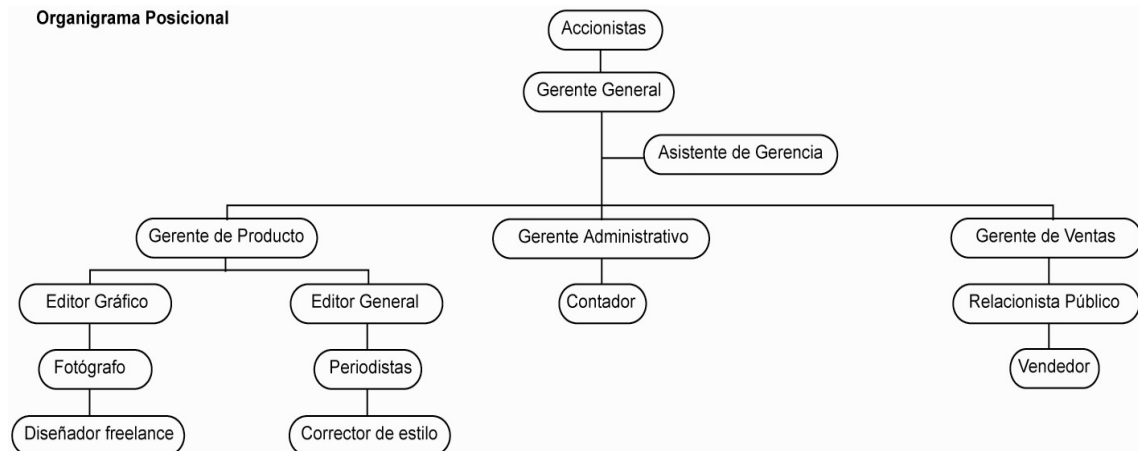 Organigrama Posicional
Accionistas
Gerente General
Asistente de Gerencia
Gerente de Producto
Gerente Administrativo
Gerente de Ventas
Editor Gráfico
Editor General
Contador
Relacionista Público
Fotógrafo
Periodistas
Vendedor
Diseñador freelance
Corrector de estilo